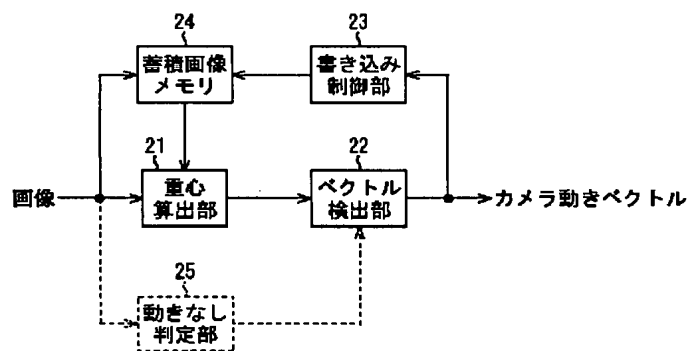 24
蓄積画像
メモリ
23
書き込み
制御部
21
重心
算出部
22
ベクトル
検出部
画像
カメラ動きベクトル
25
動きなし
判定部